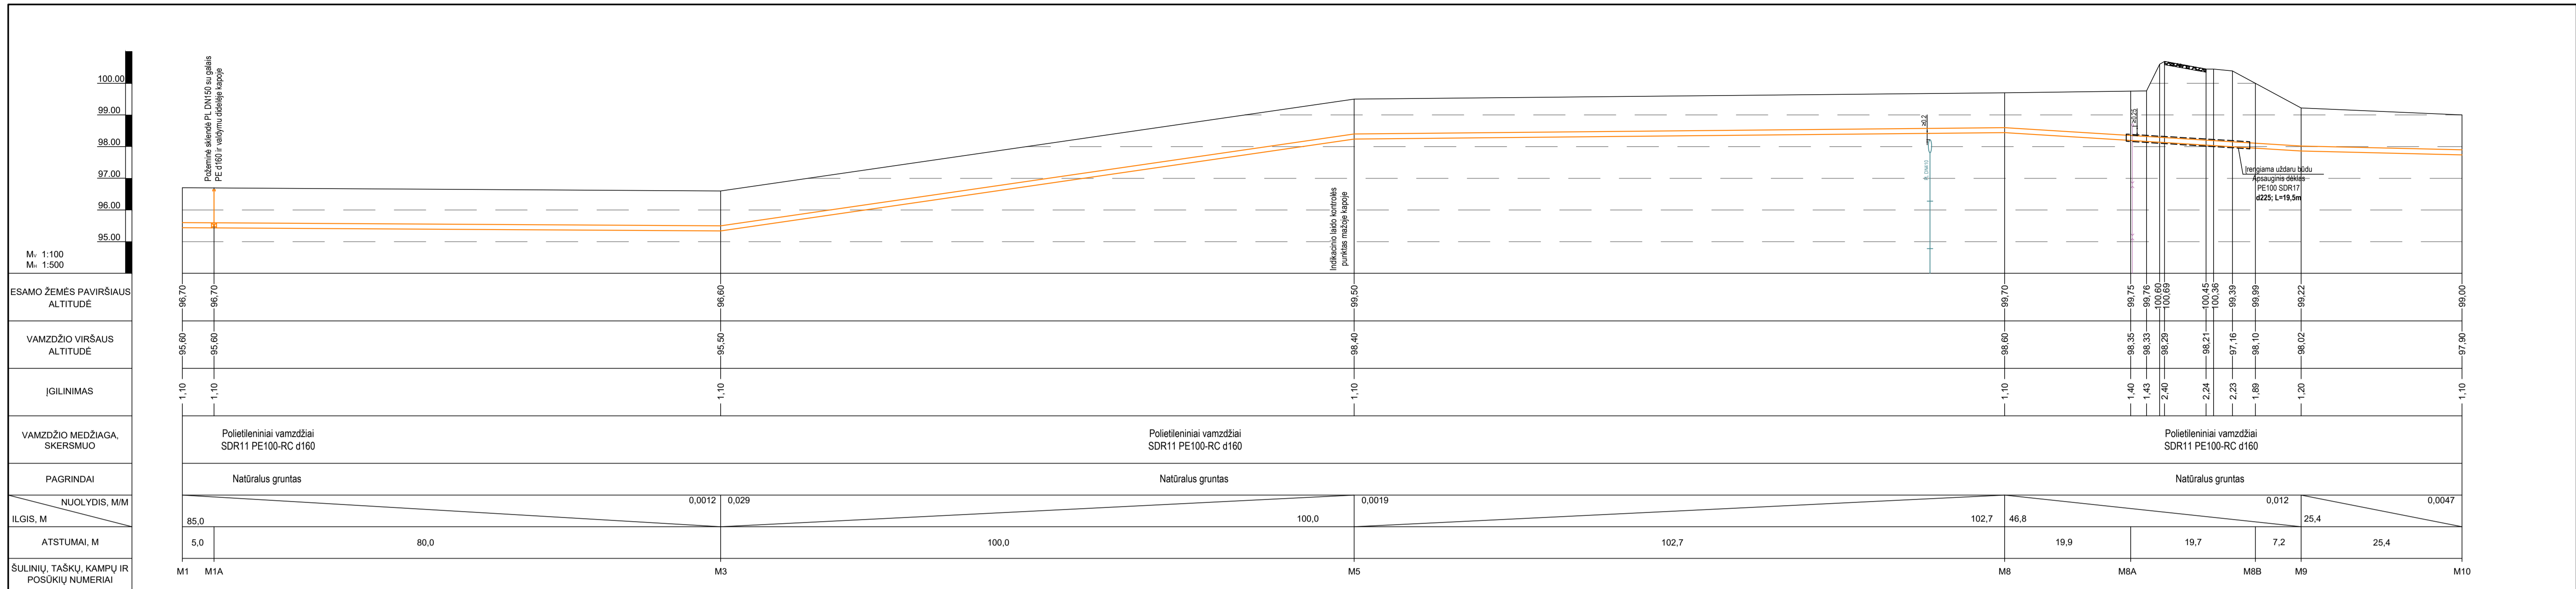 100.00
99.00
98.00
97.00
96.00
95.00
Mv 1:100
MH 1:500
Požeminė sklendė PL DN150 su galais
PE d160 ir valdymu didelėje kapoje
Indikacinio laido kontrolės
punktas mažoje kapoje
≥0,2
≥0,25
Įrengiama uždaru būdu
Apsauginis dėklas
PE100 SDR17
d225; L=19,5m
ESAMO ŽEMĖS PAVIRŠIAUS
ALTITUDĖ
96,70 96,70 96,60 99,50 99,70 99,75 99,76 100,60 100,69 100,45 100,36 99,39 99,99 99,22 99,00
VAMZDŽIO VIRŠAUS
ALTITUDĖ
95,60 95,60 95,50 98,40 98,60 98,35 98,33 98,29 98,21 97,16 98,10 98,02 97,90
ĮGILINIMAS
1,10 1,10 1,10 1,10 1,10 1,40 1,43 2,40 2,24 2,23 1,89 1,20 1,10
VAMZDŽIO MEDŽIAGA,
SKERSMUO
Polietileniniai vamzdžiai
SDR11 PE100-RC d160
Polietileniniai vamzdžiai
SDR11 PE100-RC d160
Polietileniniai vamzdžiai
SDR11 PE100-RC d160
PAGRINDAI
Natūralus gruntas Natūralus gruntas Natūralus gruntas
NUOLYDIS, M/M
0,0012 0,029 0,0019 0,012 0,0047
ILGIS, M
85,0 100,0 102,7 46,8 25,4
ATSTUMAI, M
5,0 80,0 100,0 102,7 19,9 19,7 7,2 25,4
ŠULINIŲ, TAŠKŲ, KAMPŲ IR
POSŪKIŲ NUMERIAI
M1 M1A M3 M5 M8 M8A M8B M9 M10